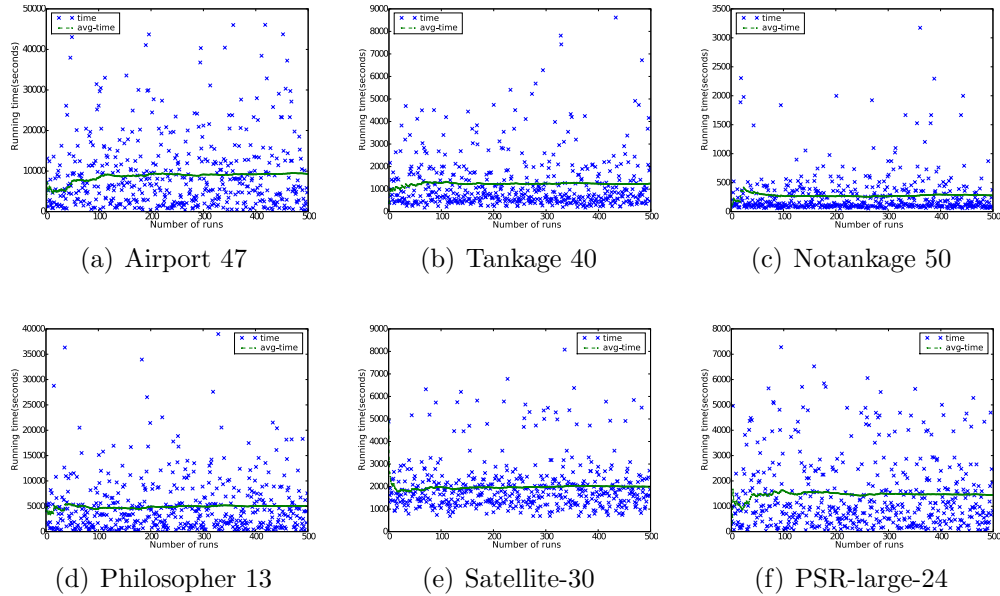 50000
40000
30000
20000
10000
0
0
100
200
300
400
500
Running time(seconds)
Number of runs
time
avg-time
(a) Airport 47
9000
8000
7000
6000
5000
4000
3000
2000
1000
0
0
100
200
300
400
500
Running time(seconds)
Number of runs
time
avg-time
(b) Tankage 40
3500
3000
2500
2000
1500
1000
500
0
0
100
200
300
400
500
Running time(seconds)
Number of runs
time
avg-time
(c) Notankage 50
40000
35000
30000
25000
20000
15000
10000
5000
0
0
100
200
300
400
500
Running time(seconds)
Number of runs
time
avg-time
(d) Philosopher 13
9000
8000
7000
6000
5000
4000
3000
2000
1000
0
0
100
200
300
400
500
Running time(seconds)
Number of runs
time
avg-time
(e) Satellite-30
8000
7000
6000
5000
4000
3000
2000
1000
0
0
100
200
300
400
500
Running time(seconds)
Number of runs
time
avg-time
(f) PSR-large-24